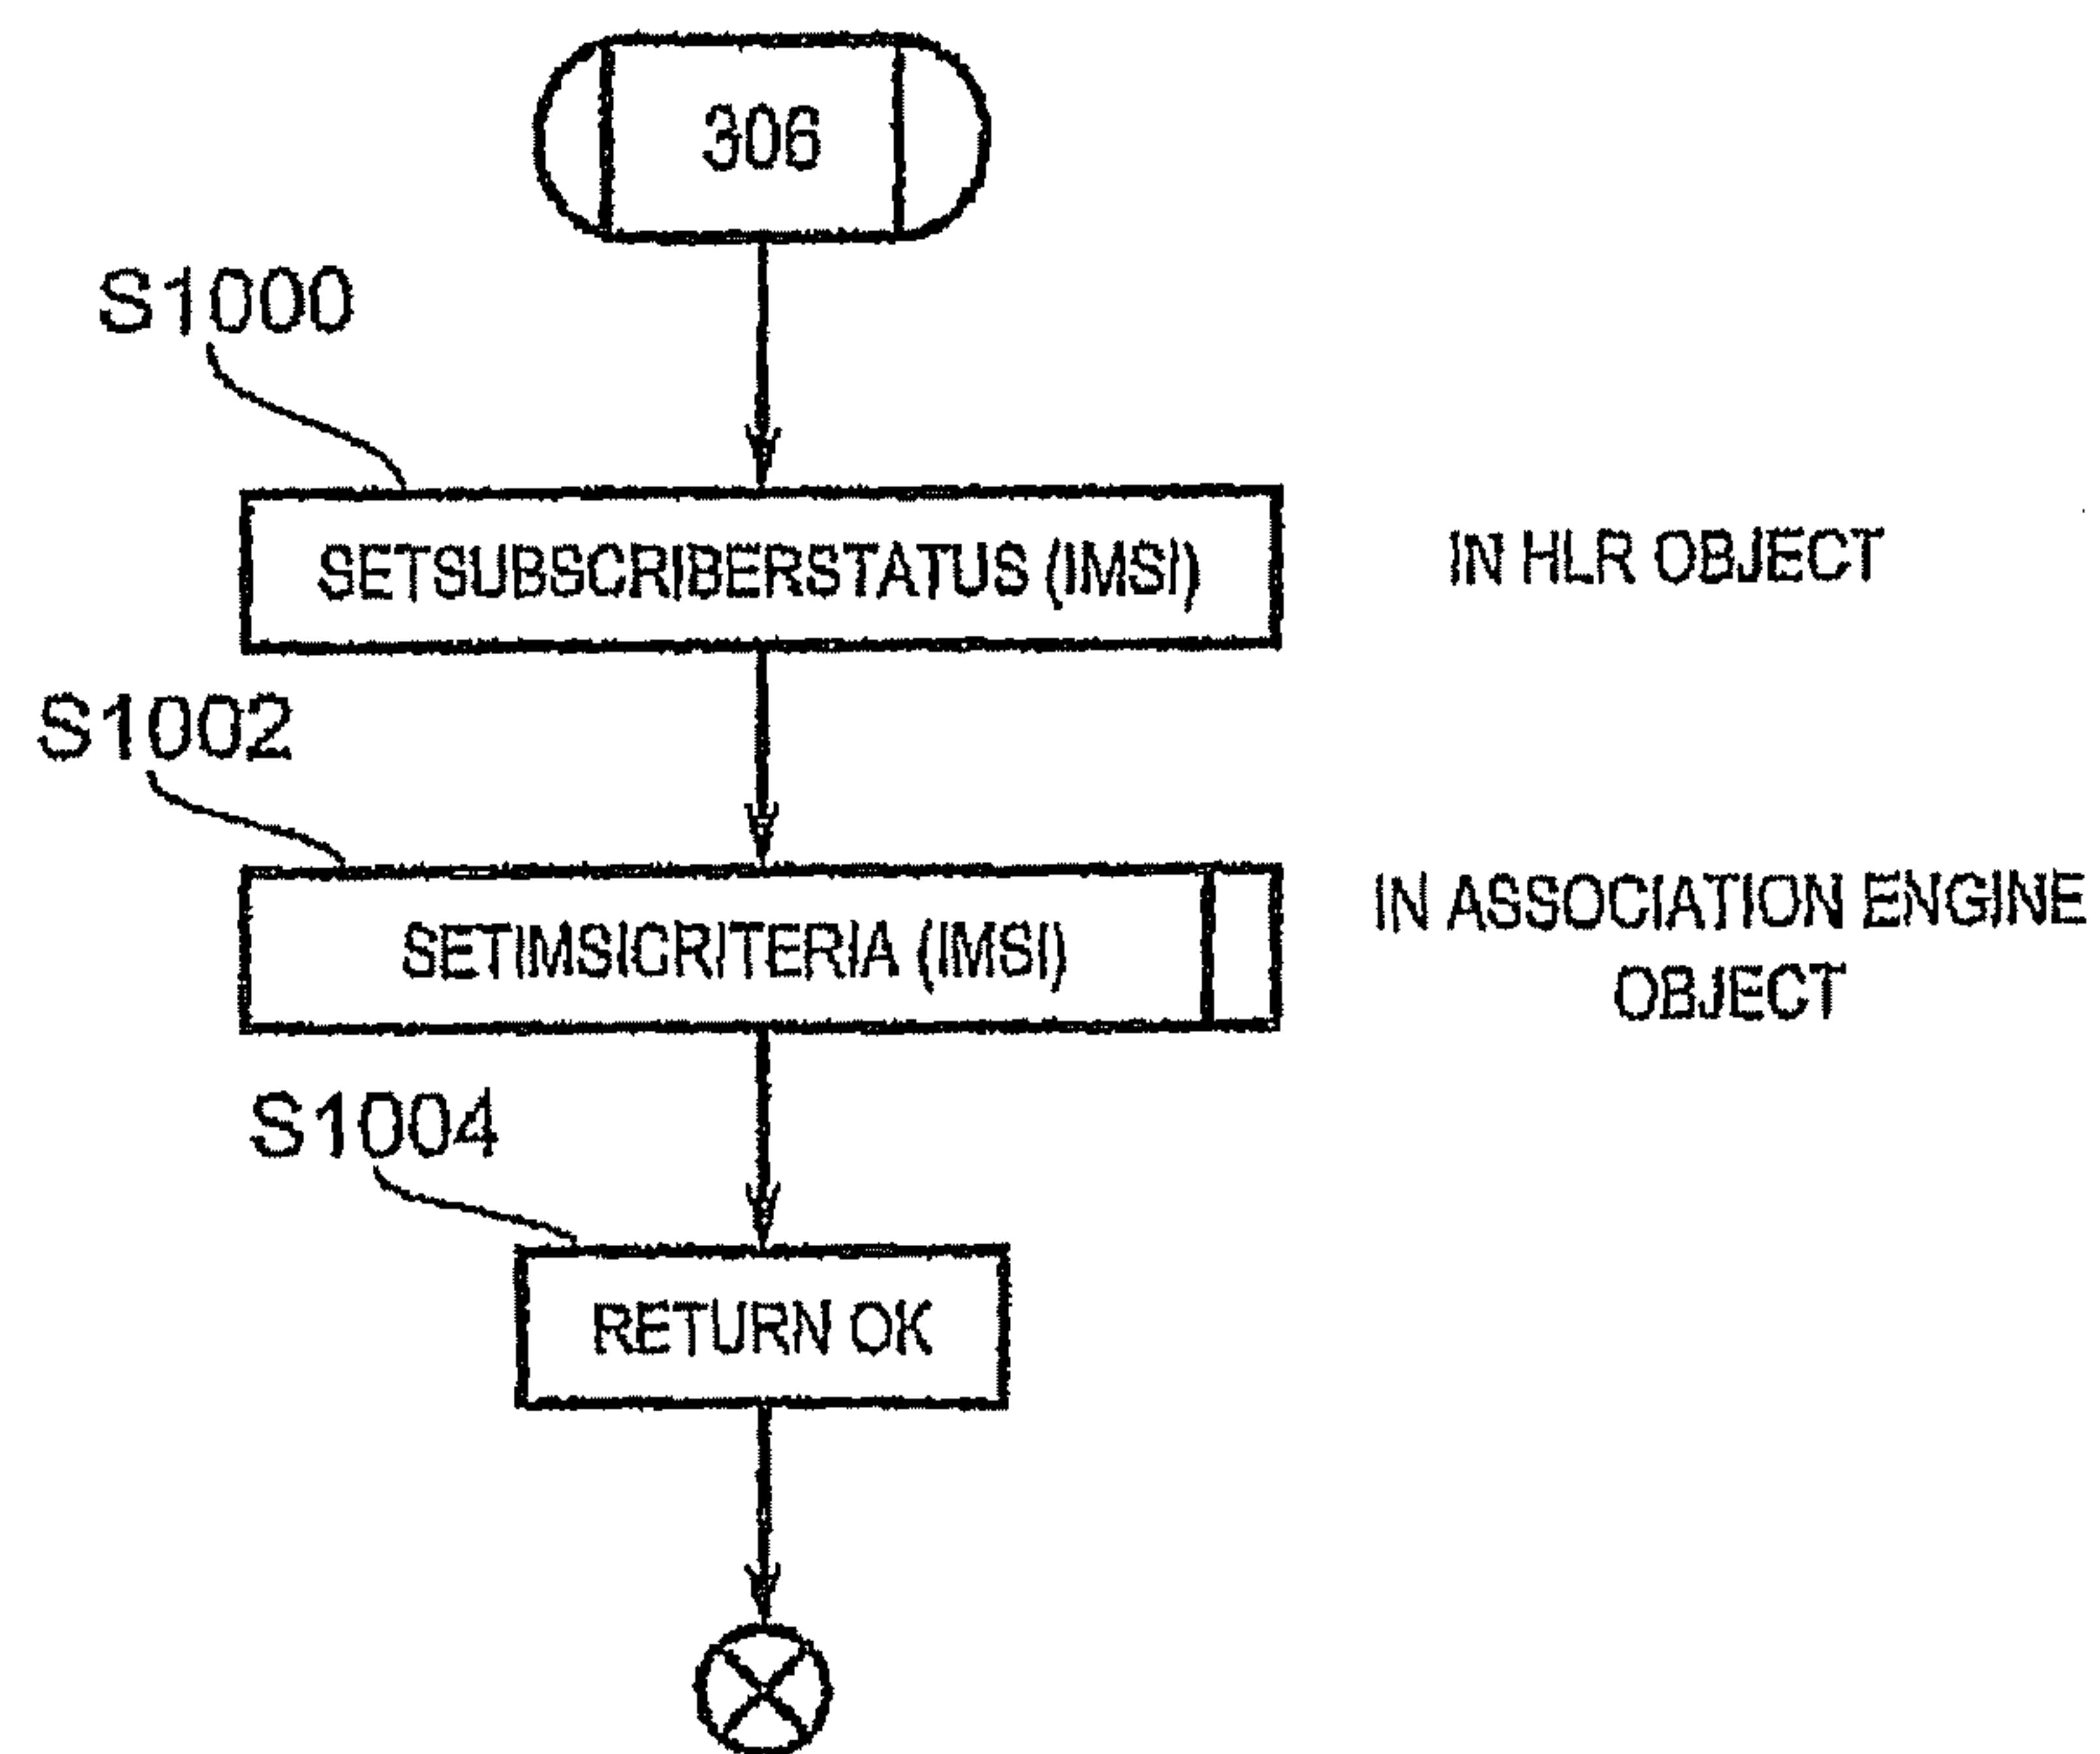 306
S1000
SETSUBSCRIBERSTATUS (IMSI)
IN HLR OBJECT
S1002
SETIMSICRITERIA (IMSI)
IN ASSOCIATION ENGINE
OBJECT
S1004
RETURN OK